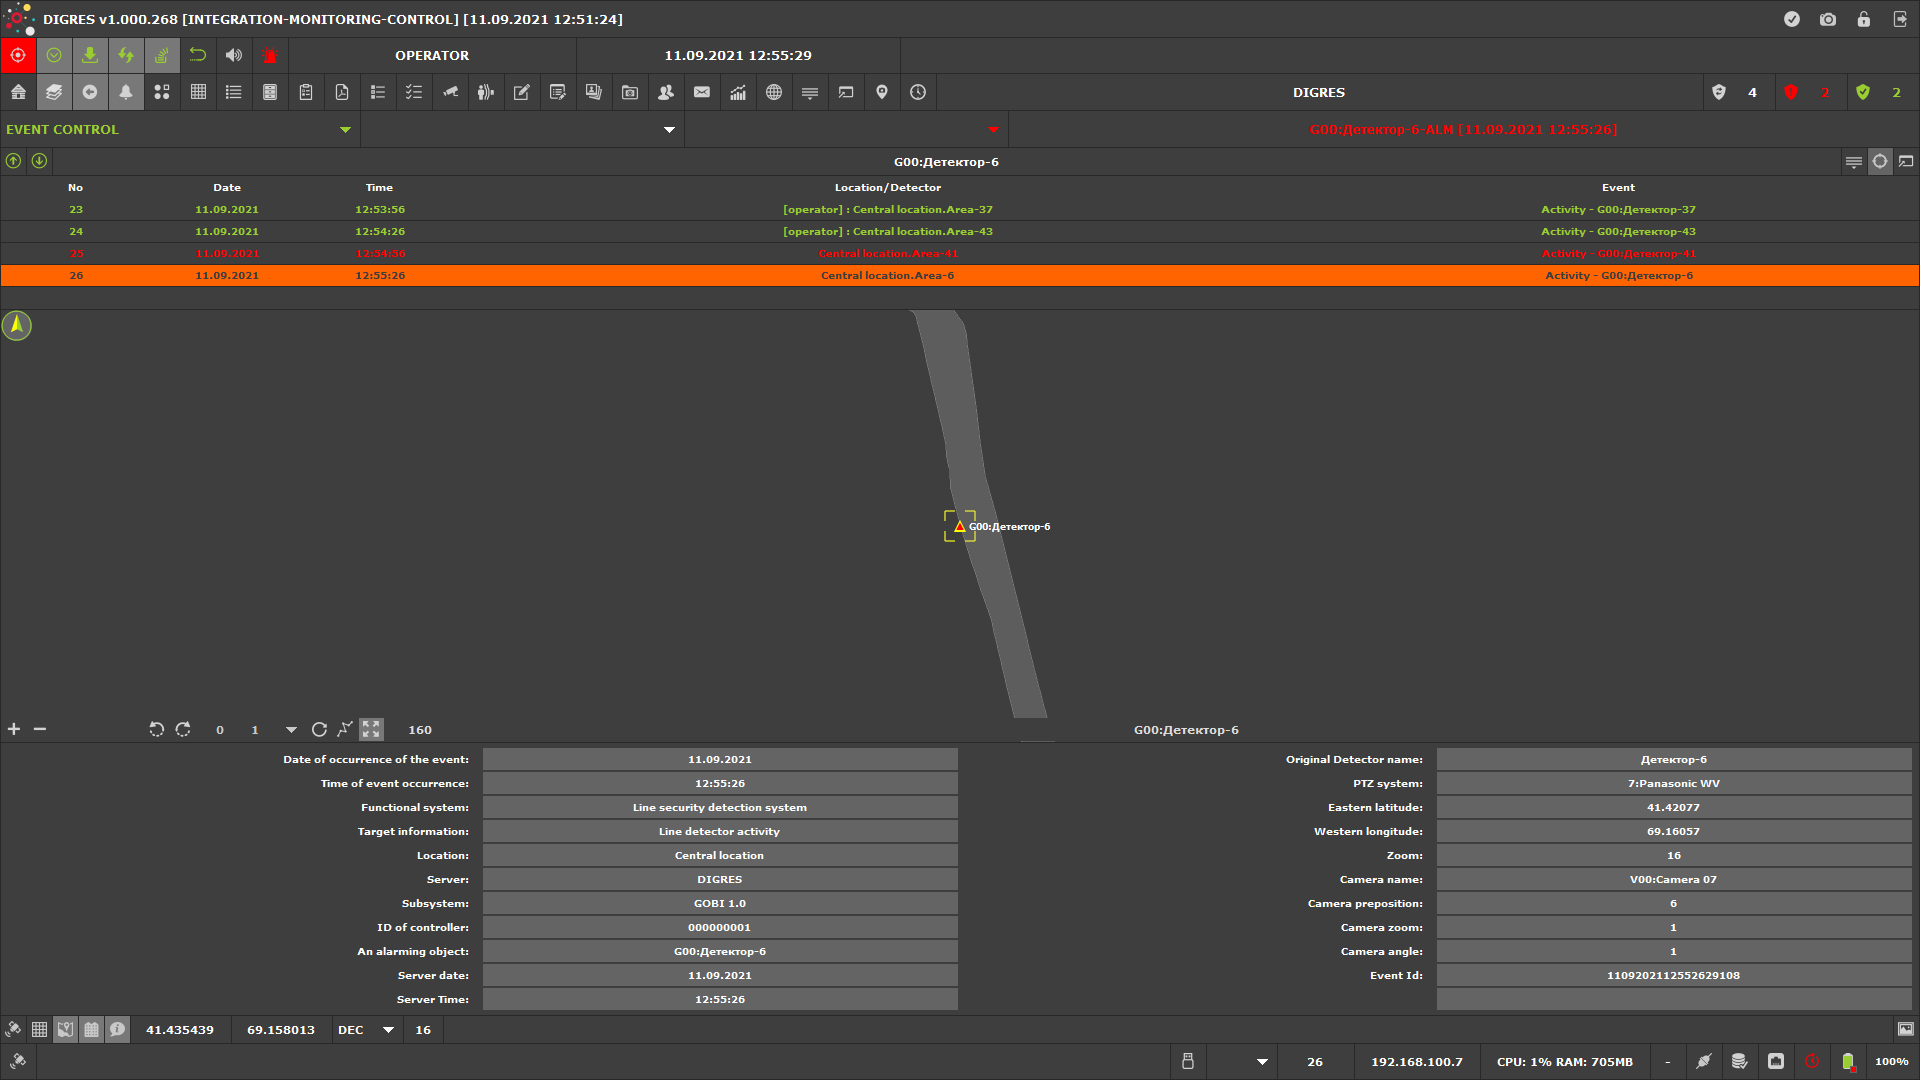 DIGRES v1.000.268 [INTEGRATION-MONITORING-CONTROL] [11.09.2021 12:51:24]
OPERATOR 11.09.2021 12:55:29
DIGRES 4 2 2
EVENT CONTROL G00:Детектор-6-ALM [11.09.2021 12:55:26]
G00:Детектор-6
No Date Time Location/Detector Event
23 11.09.2021 12:53:56 [operator] : Central location.Area-37 Activity - G00:Детектор-37
24 11.09.2021 12:54:26 [operator] : Central location.Area-43 Activity - G00:Детектор-43
25 11.09.2021 12:54:56 Central location.Area-41 Activity - G00:Детектор-41
26 11.09.2021 12:55:26 Central location.Area-6 Activity - G00:Детектор-6
G00:Детектор-6
0 1 160 G00:Детектор-6
Date of occurrence of the event: 11.09.2021 Original Detector name: Детектор-6
Time of event occurrence: 12:55:26 PTZ system: 7:Panasonic WV
Functional system: Line security detection system Eastern latitude: 41.42077
Target information: Line detector activity Western longitude: 69.16057
Location: Central location Zoom: 16
Server: DIGRES Camera name: V00:Camera 07
Subsystem: GOBI 1.0 Camera preposition: 6
ID of controller: 000000001 Camera zoom: 1
An alarming object: G00:Детектор-6 Camera angle: 1
Server date: 11.09.2021 Event Id: 1109202112552629108
Server Time: 12:55:26
41.435439 69.158013 DEC 16
26 192.168.100.7 CPU: 1% RAM: 705MB - 100%